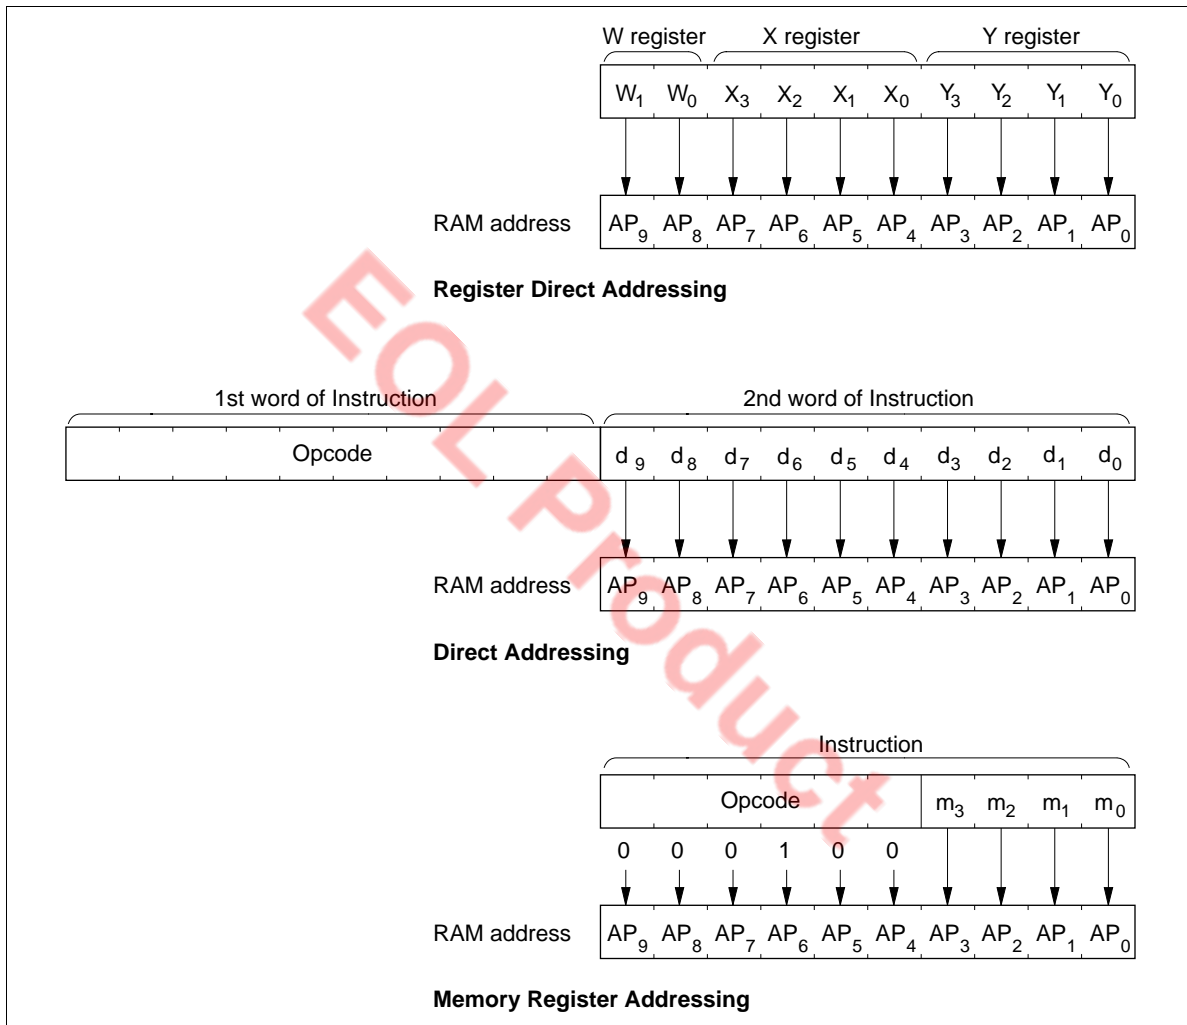 W register X register Y register
W1 W0 X3 X2 X1 X0 Y3 Y2 Y1 Y0
RAM address AP9 AP8 AP7 AP6 AP5 AP4 AP3 AP2 AP1 AP0
Register Direct Addressing
1st word of Instruction 2nd word of Instruction
Opcode d9 d8 d7 d6 d5 d4 d3 d2 d1 d0
RAM address AP9 AP8 AP7 AP6 AP5 AP4 AP3 AP2 AP1 AP0
Direct Addressing
Instruction
Opcode m3 m2 m1 m0
0 0 0 1 0 0
RAM address AP9 AP8 AP7 AP6 AP5 AP4 AP3 AP2 AP1 AP0
Memory Register Addressing
EOL Product